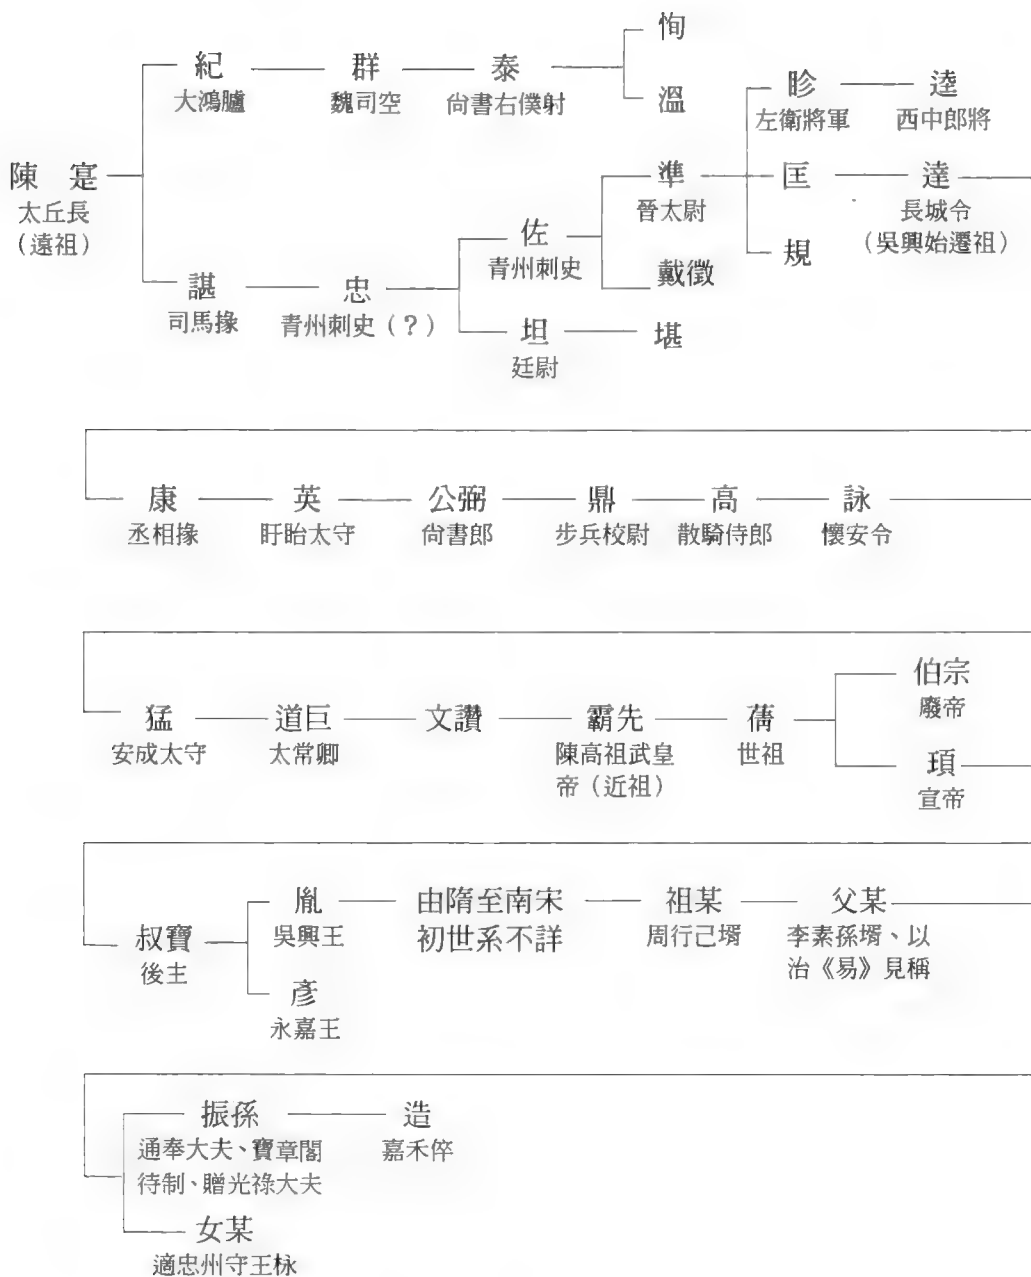 恂
紀 群 泰
大鴻臚 魏司空 尙書右僕射
溫
眕 逵
左衛將軍 西中郎將
陳 寔
太丘長
(遠祖)
準
晉太尉
匡 達
長城令
(吳興始遷祖)
佐
青州刺史
規
戴徵
諶 忠
司馬掾 青州刺史(?)
坦 堪
廷尉
康 英 公弼 鼎 高 詠
丞相掾 盱眙太守 尙書郎 步兵校尉 散騎侍郎 懷安令
伯宗
廢帝
猛 道巨 文讚 霸先 蒨
安成太守 太常卿 陳高祖武皇 世祖
帝(近祖)
頊
宣帝
胤 由隋至南宋 祖某 父某
吳興王 初世系不詳 周行己壻 李素孫壻、以
治《易》見稱
叔寶
後主
彥
永嘉王
振孫 造
通奉大夫、寶章閣 嘉禾倅
待制、贈光祿大夫
女某
適忠州守王栐